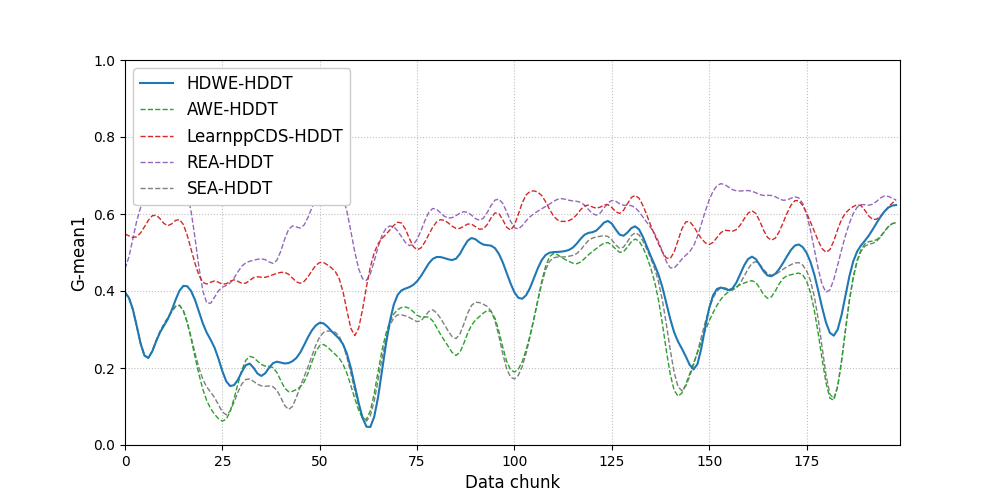 1.0
0.8
0.6
0.4
0.2
0.0
G-mean1
HDWE-HDDT
AWE-HDDT
LearnppCDS-HDDT
REA-HDDT
SEA-HDDT
0 25 50 75 100 125 150 175
Data chunk